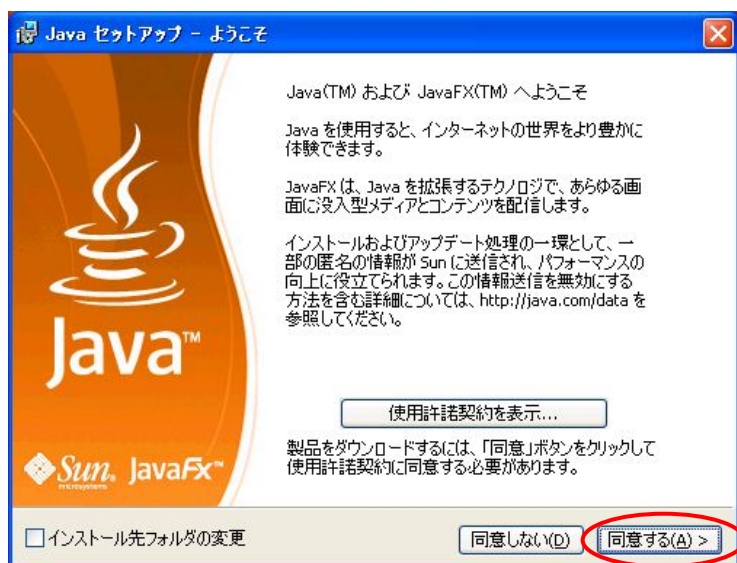 Java セットアップ - ようこそ
Java(TM) および JavaFX(TM) へようこそ
Java を使用すると、インターネットの世界をより豊かに
体験できます。
JavaFX は、Java を拡張するテクノロジで、あらゆる画
面に没入型メディアとコンテンツを配信します。
インストールおよびアップデート処理の一環として、一
部の匿名の情報が Sun に送信され、パフォーマンスの
向上に役立てられます。この情報送信を無効にする
方法を含む詳細については、http://java.com/data を
参照してください。
Java™
使用許諾契約を表示...
製品をダウンロードするには、「同意」ボタンをクリックして
使用許諾契約に同意する必要があります。
Sun. JavaFX™
microsystems
インストール先フォルダの変更
同意しない(D)
同意する(A) >